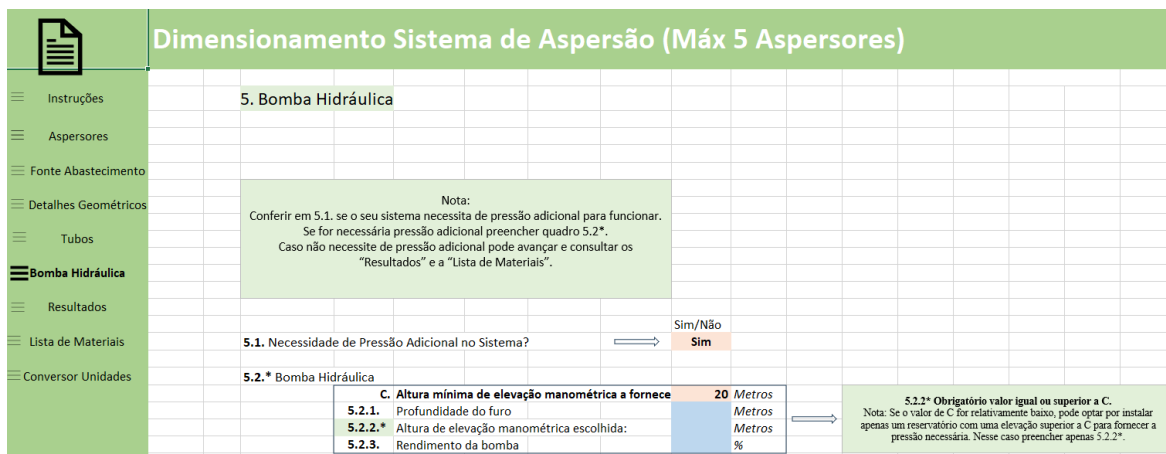 Dimensionamento Sistema de Aspersão (Máx 5 Aspersores)
Instruções
Aspersores
Fonte Abastecimento
Detalhes Geométricos
Tubos
Bomba Hidráulica
Resultados
Lista de Materiais
Conversor Unidades
5. Bomba Hidráulica
Nota:
Conferir em 5.1. se o seu sistema necessita de pressão adicional para funcionar.
Se for necessária pressão adicional preencher quadro 5.2*.
Caso não necessite de pressão adicional pode avançar e consultar os
“Resultados” e a “Lista de Materiais”.
Sim/Não
5.1. Necessidade de Pressão Adicional no Sistema? Sim
5.2.* Bomba Hidráulica
C. Altura mínima de elevação manométrica a fornece 20 Metros
5.2.1. Profundidade do furo Metros
5.2.2.* Altura de elevação manométrica escolhida: Metros
5.2.3. Rendimento da bomba %
5.2.2* Obrigatório valor igual ou superior a C.
Nota: Se o valor de C for relativamente baixo, pode optar por instalar
apenas um reservatório com uma elevação superior a C para fornecer a
pressão necessária. Nesse caso preencher apenas 5.2.2*.